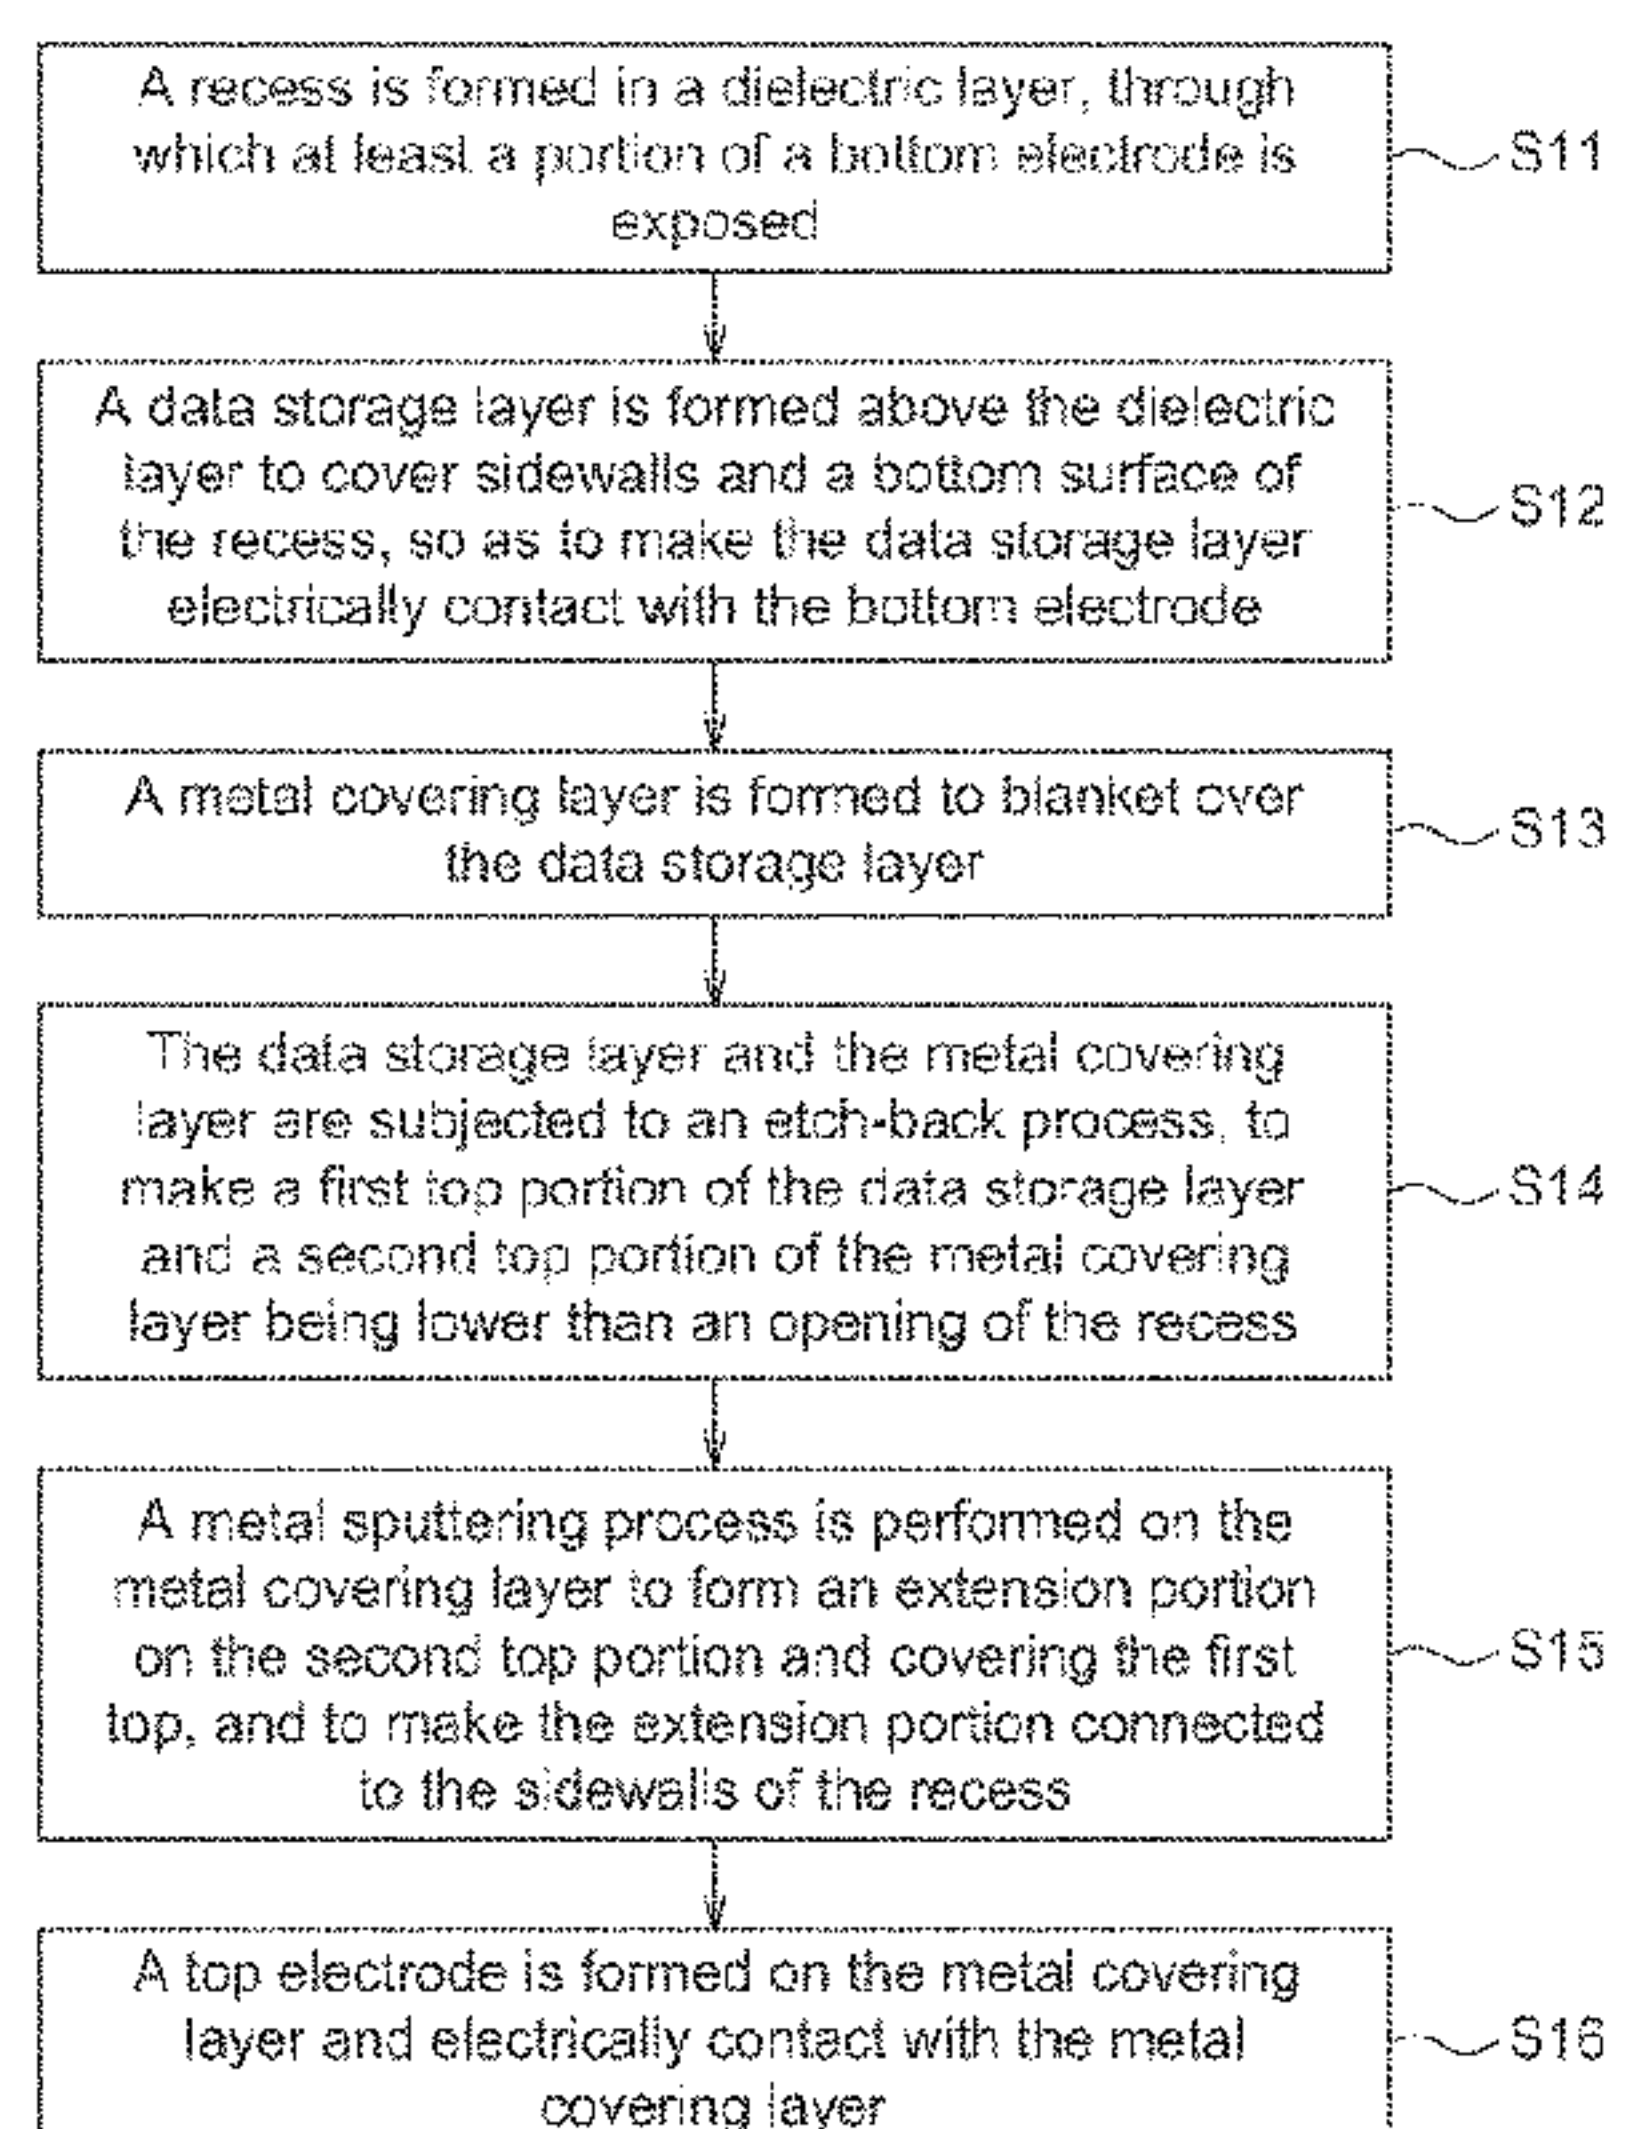 A recess is formed in a dielectric layer, through
which at least a portion of a bottom electrode is
exposed
S11
A data storage layer is formed above the dielectric
layer to cover sidewalls and a bottom surface of
the recess, so as to make the data storage layer
electrically contact with the bottom electrode
S12
A metal covering layer is formed to blanket over
the data storage layer
S13
The data storage layer and the metal covering
layer are subjected to an etch-back process, to
make a first top portion of the data storage layer
and a second top portion of the metal covering
layer being lower than an opening of the recess
S14
A metal sputtering process is performed on the
metal covering layer to form an extension portion
on the second top portion and covering the first
top, and to make the extension portion connected
to the sidewalls of the recess
S15
A top electrode is formed on the metal covering
layer and electrically contact with the metal
covering layer
S16